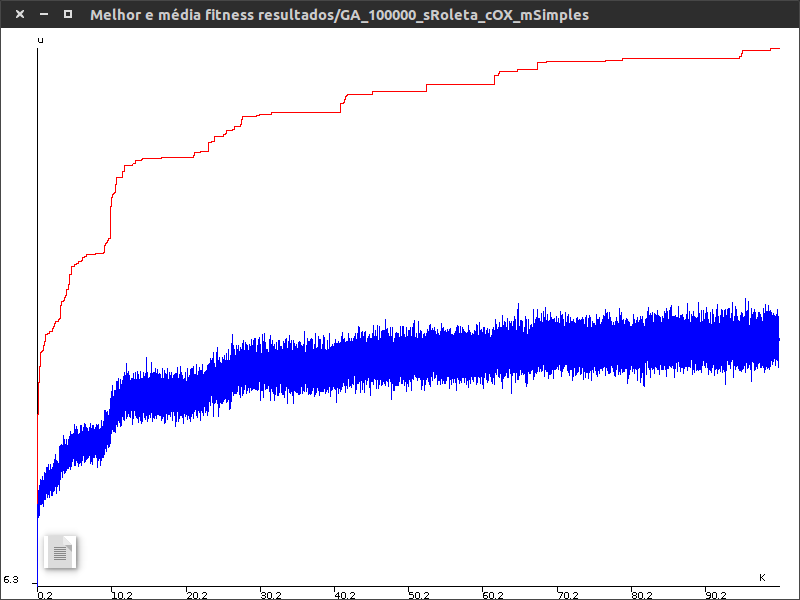 Melhor e média fitness resultados/GA_100000_sRoleta_cOX_mSimples
u
6.3
K
0.2 10.2 20.2 30.2 40.2 50.2 60.2 70.2 80.2 90.2